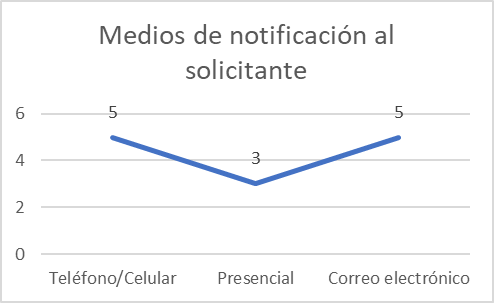 Medios de notificación al
solicitante
5
3
5
6
4
2
0
Teléfono/Celular
Presencial
Correo electrónico